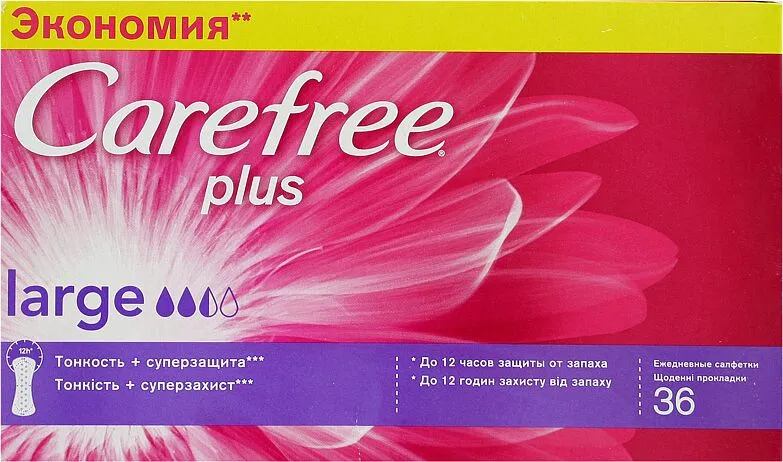 Экономия**
Carefree®
plus
large
12h*
Тонкость + суперзащита***
Тонкість + суперзахист***
* До 12 часов защиты от запаха
* До 12 годин захисту від запаху
Ежедневные салфетки
Щоденні прокладки
36